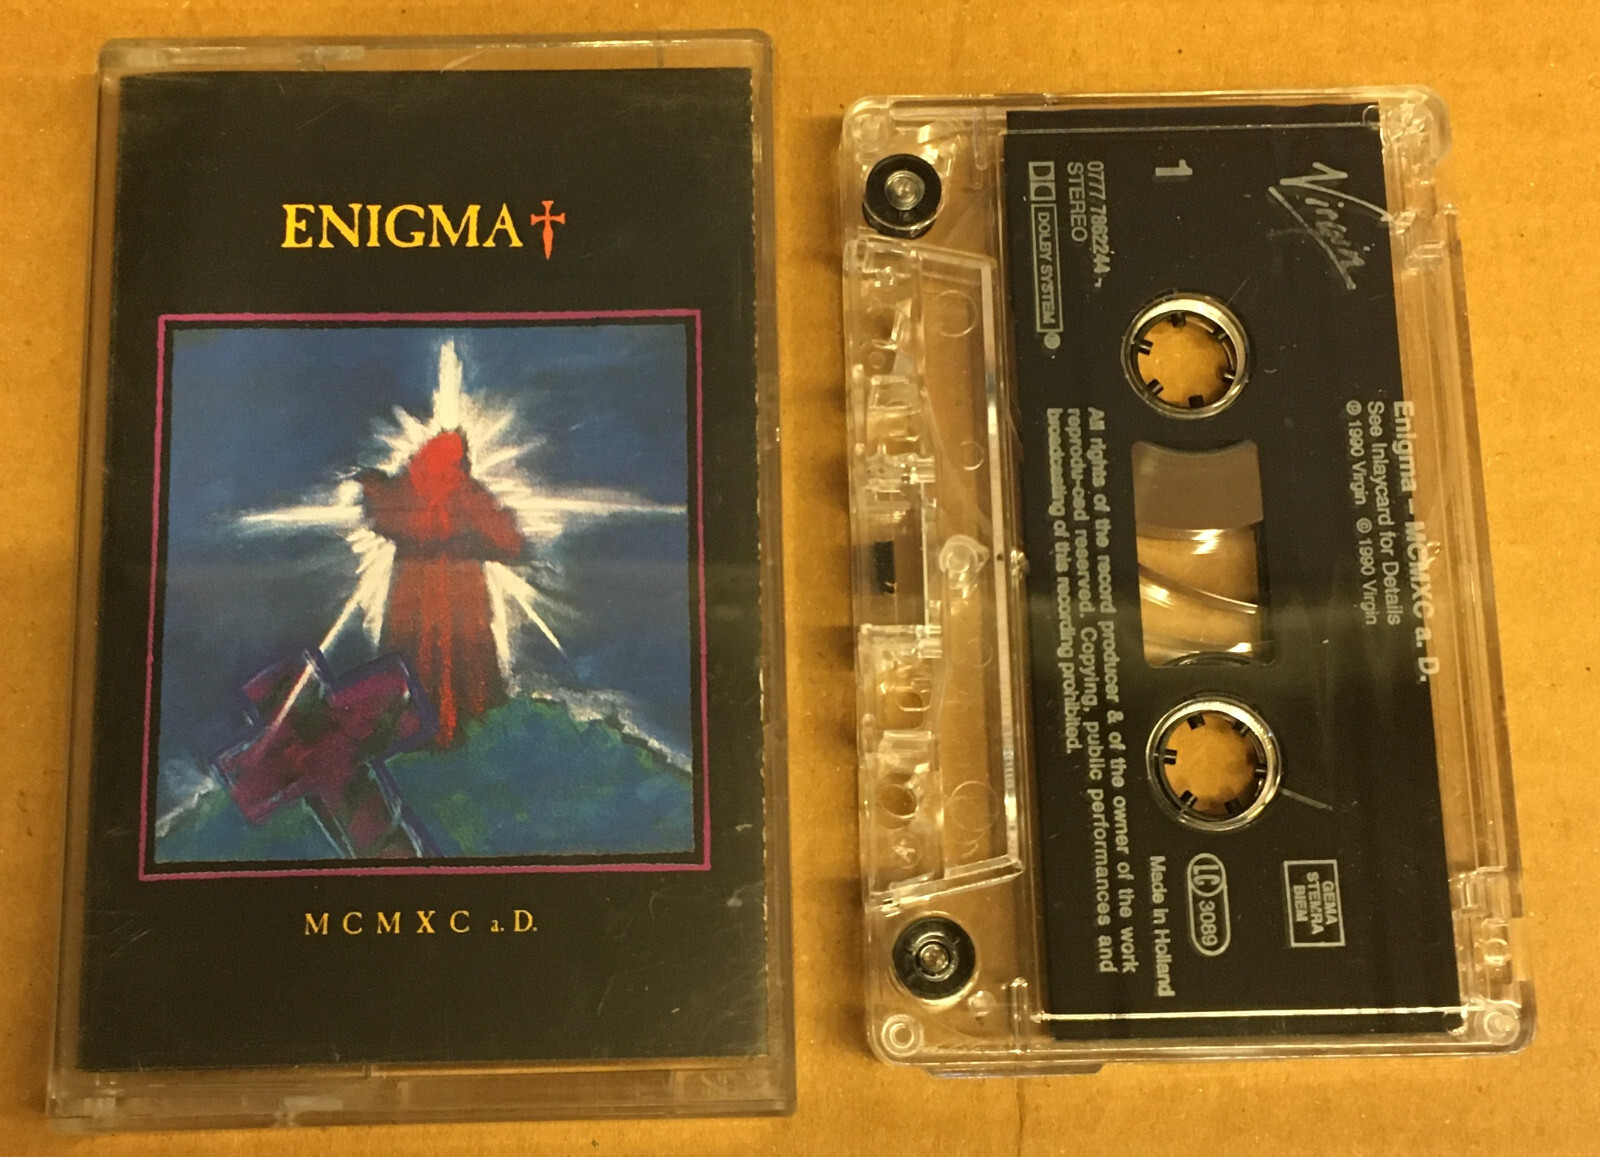 ENIGMA†
MCMXC a.D.
Virgin
1
0777 7862244
STEREO
DOLBY SYSTEM ®
Enigma – MCMXC a. D.
See Inlaycard for Details
℗ 1990 Virgin © 1990 Virgin
All rights of the record producer & of the owner of the work
reprodu-ced reserved. Copying, public performances and
broadcasting of this recording prohibited.
GEMA
STEMRA
BIEM
LC 3089
Made in Holland